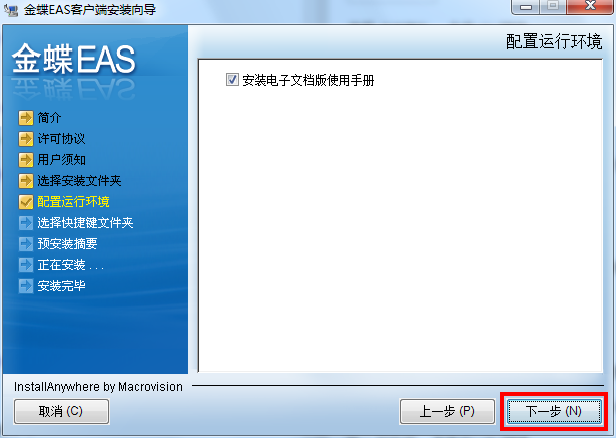 金蝶EAS客户端安装向导
配置运行环境
金蝶EAS
安装电子文档版使用手册
简介
许可协议
用户须知
选择安装文件夹
配置运行环境
选择快捷键文件夹
预安装摘要
正在安装 . . .
安装完毕
InstallAnywhere by Macrovision
取消 (C)
上一步 (P)
下一步 (N)